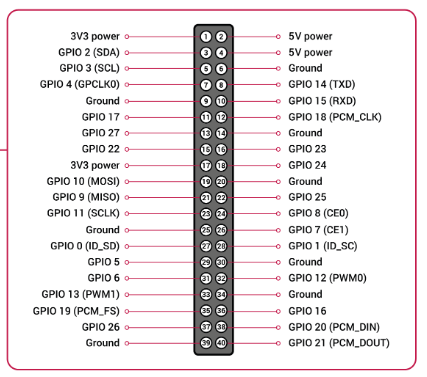 3V3 power 1 2 5V power
GPIO 2 (SDA) 3 4 5V power
GPIO 3 (SCL) 5 6 Ground
GPIO 4 (GPCLK0) 7 8 GPIO 14 (TXD)
Ground 9 10 GPIO 15 (RXD)
GPIO 17 11 12 GPIO 18 (PCM_CLK)
GPIO 27 13 14 Ground
GPIO 22 15 16 GPIO 23
3V3 power 17 18 GPIO 24
GPIO 10 (MOSI) 19 20 Ground
GPIO 9 (MISO) 21 22 GPIO 25
GPIO 11 (SCLK) 23 24 GPIO 8 (CE0)
Ground 25 26 GPIO 7 (CE1)
GPIO 0 (ID_SD) 27 28 GPIO 1 (ID_SC)
GPIO 5 29 30 Ground
GPIO 6 31 32 GPIO 12 (PWM0)
GPIO 13 (PWM1) 33 34 Ground
GPIO 19 (PCM_FS) 35 36 GPIO 16
GPIO 26 37 38 GPIO 20 (PCM_DIN)
Ground 39 40 GPIO 21 (PCM_DOUT)